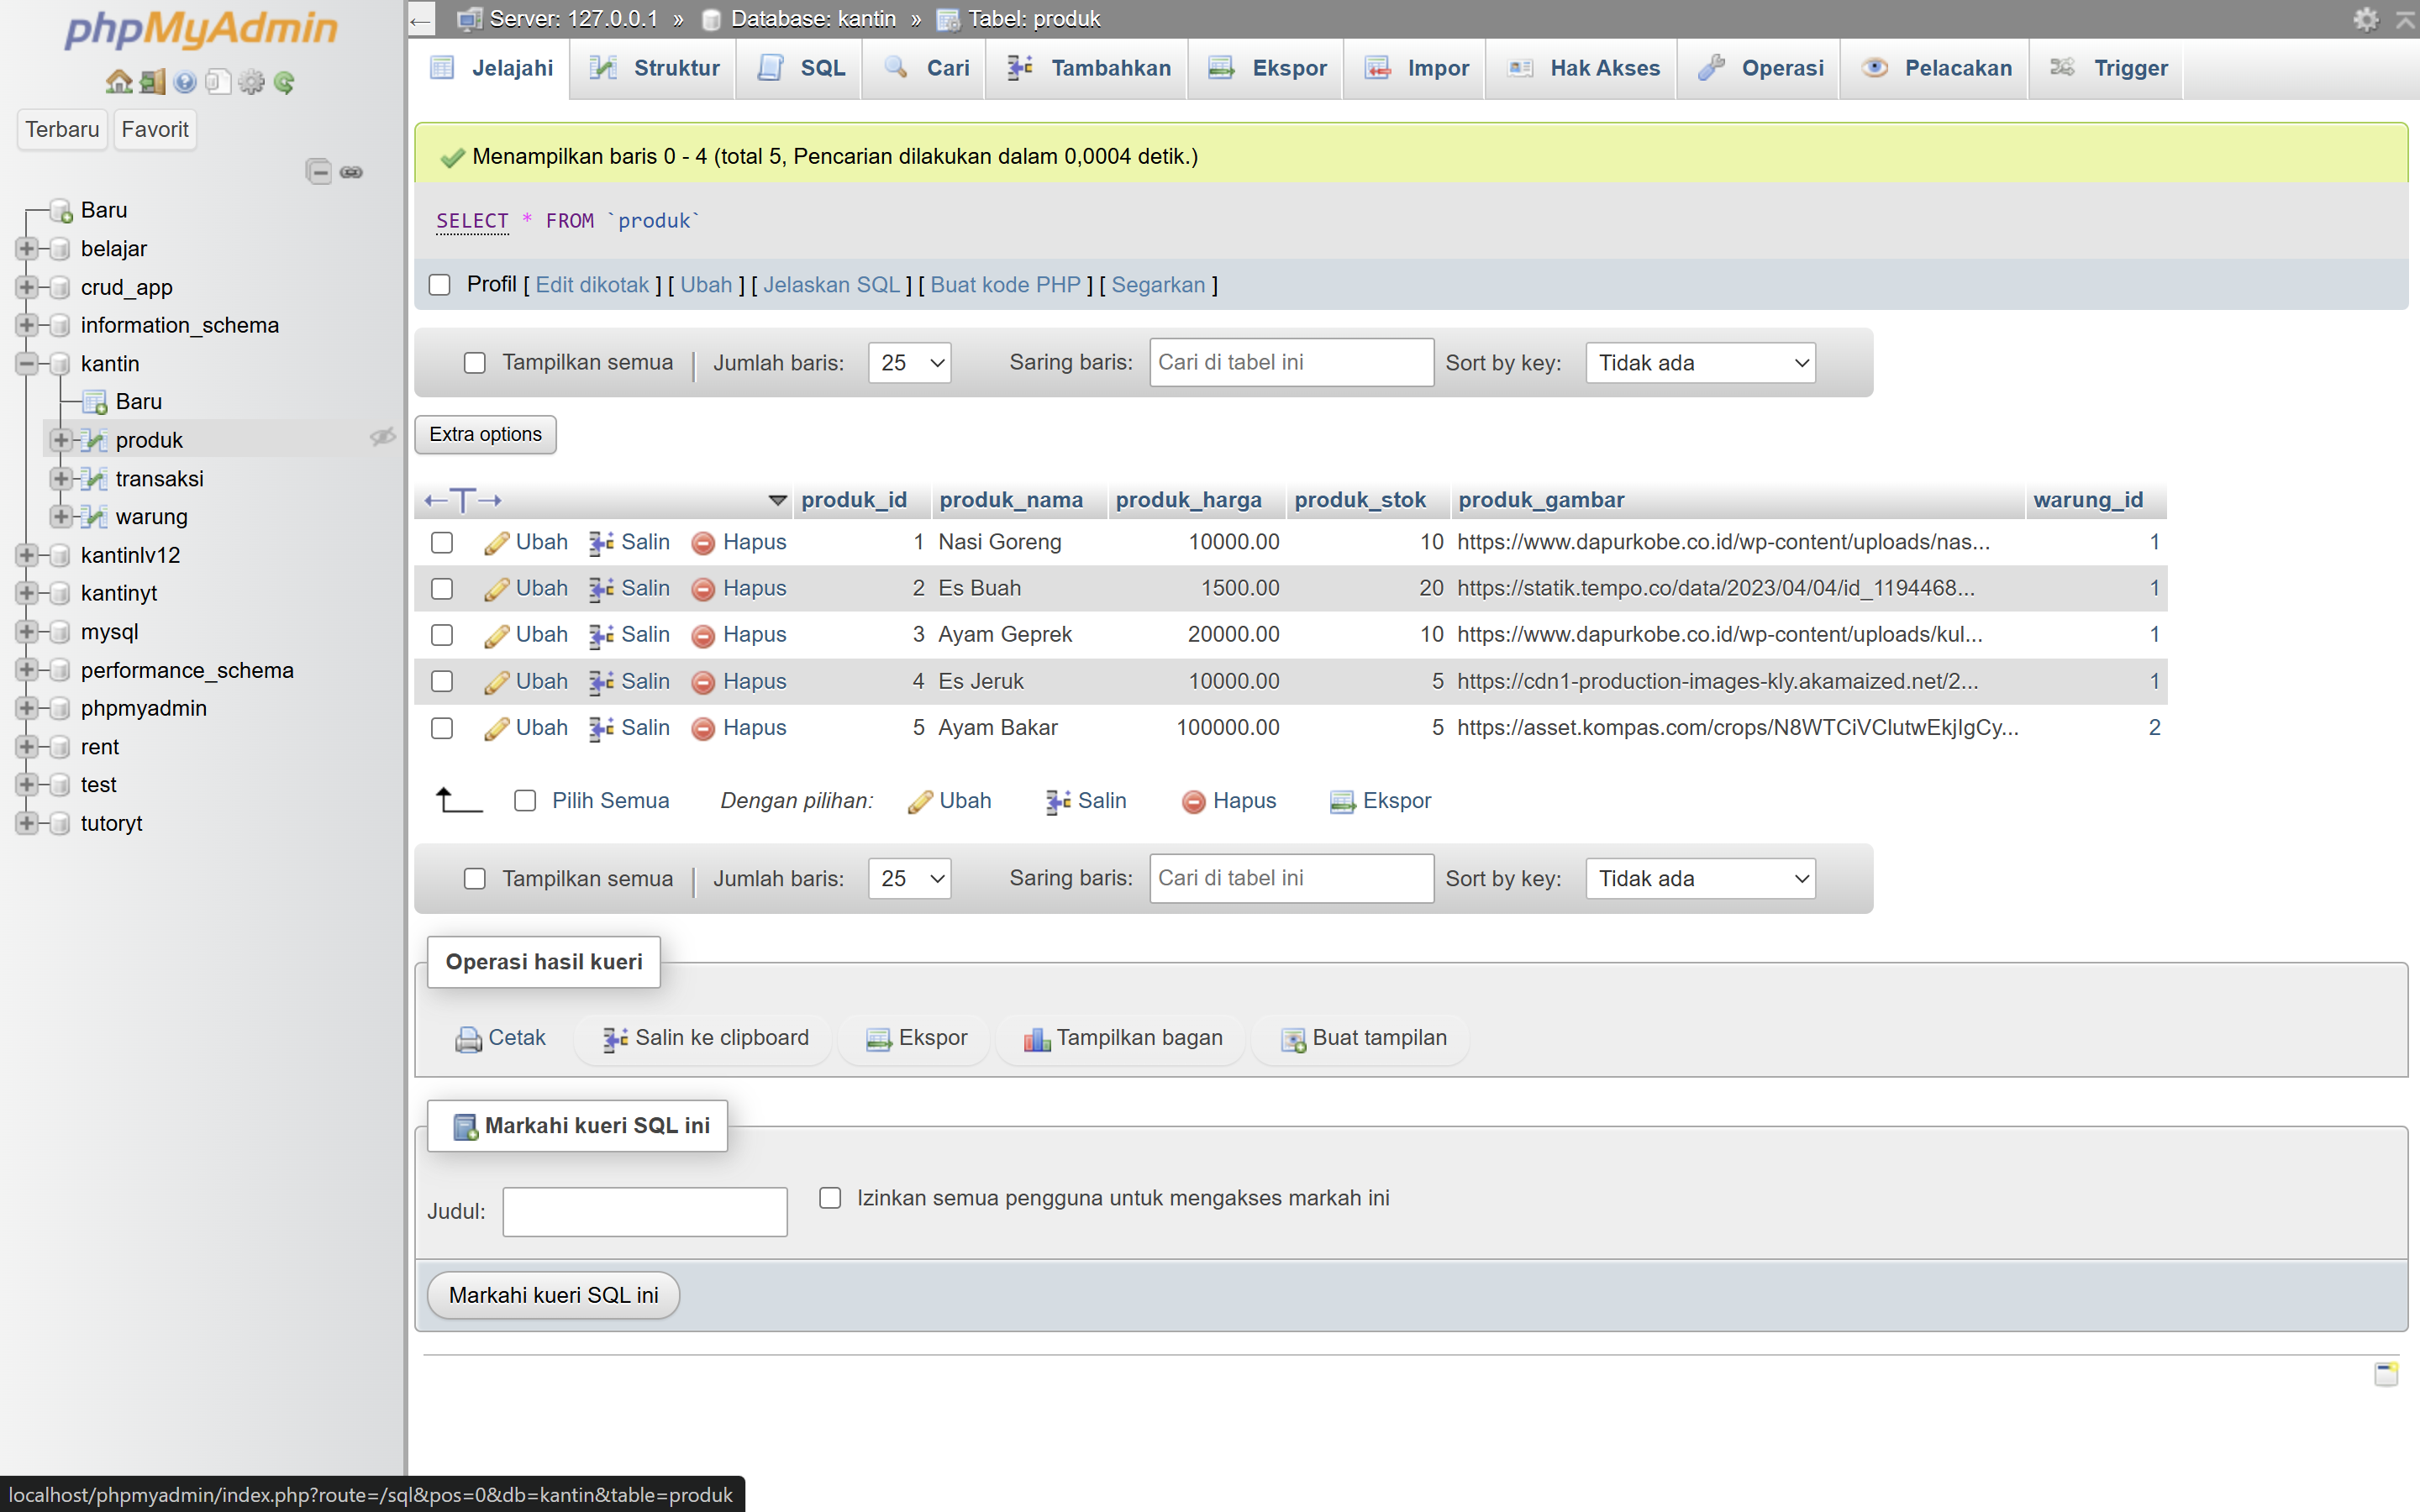 phpMyAdmin
Terbaru Favorit
Baru
belajar
crud_app
information_schema
kantin
Baru
produk
transaksi
warung
kantinlv12
kantinyt
mysql
performance_schema
phpmyadmin
rent
test
tutoryt
Server: 127.0.0.1 » Database: kantin » Tabel: produk
Jelajahi Struktur SQL Cari Tambahkan Ekspor Impor Hak Akses Operasi Pelacakan Trigger
Menampilkan baris 0 - 4 (total 5, Pencarian dilakukan dalam 0,0004 detik.)
SELECT * FROM `produk`
Profil [ Edit dikotak ] [ Ubah ] [ Jelaskan SQL ] [ Buat kode PHP ] [ Segarkan ]
Tampilkan semua | Jumlah baris: 25 Saring baris: Cari di tabel ini Sort by key: Tidak ada
Extra options
←T→ produk_id produk_nama produk_harga produk_stok produk_gambar warung_id
Ubah Salin Hapus 1 Nasi Goreng 10000.00 10 https://www.dapurkobe.co.id/wp-content/uploads/nas... 1
Ubah Salin Hapus 2 Es Buah 1500.00 20 https://statik.tempo.co/data/2023/04/04/id_1194468... 1
Ubah Salin Hapus 3 Ayam Geprek 20000.00 10 https://www.dapurkobe.co.id/wp-content/uploads/kul... 1
Ubah Salin Hapus 4 Es Jeruk 10000.00 5 https://cdn1-production-images-kly.akamaized.net/2... 1
Ubah Salin Hapus 5 Ayam Bakar 100000.00 5 https://asset.kompas.com/crops/N8WTCiVClutwEkjIgCy... 2
Pilih Semua Dengan pilihan: Ubah Salin Hapus Ekspor
Tampilkan semua | Jumlah baris: 25 Saring baris: Cari di tabel ini Sort by key: Tidak ada
Operasi hasil kueri
Cetak Salin ke clipboard Ekspor Tampilkan bagan Buat tampilan
Markahi kueri SQL ini
Judul: Izinkan semua pengguna untuk mengakses markah ini
Markahi kueri SQL ini
localhost/phpmyadmin/index.php?route=/sql&pos=0&db=kantin&table=produk